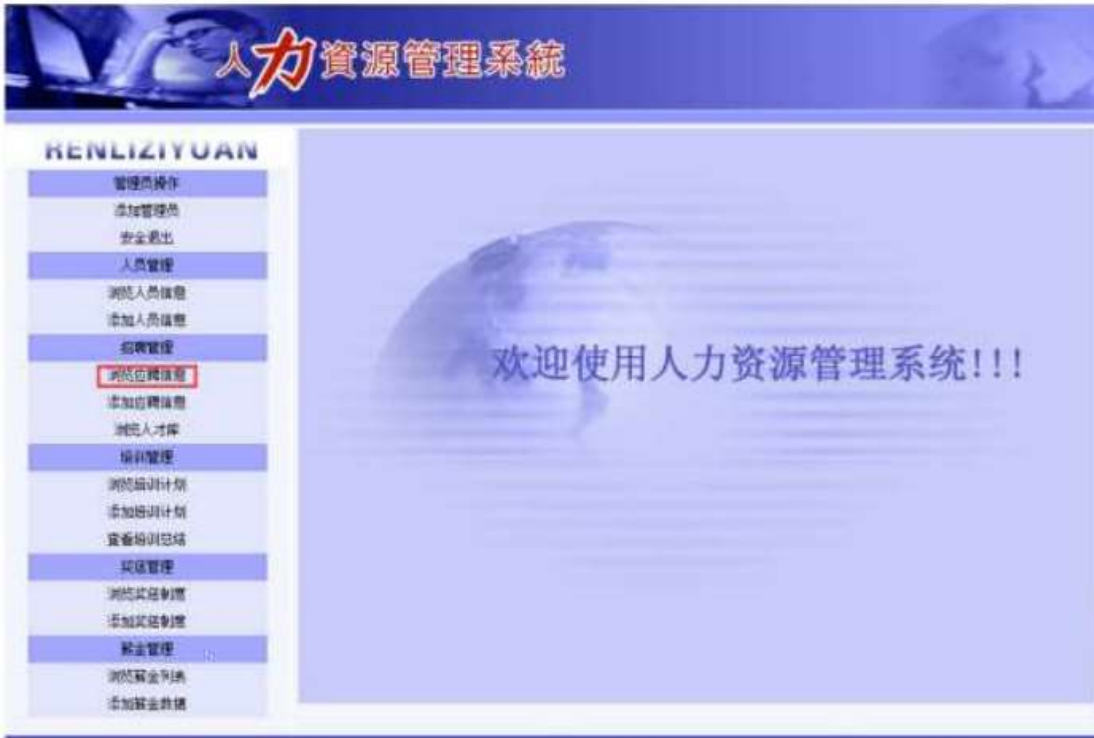 人力資源管理系統
RENLIZIYUAN
管理员操作
添加管理员
安全退出
人员管理
浏览人员信息
添加人员信息
招聘管理
浏览应聘信息
添加应聘信息
浏览人才库
培训管理
浏览培训计划
添加培训计划
查看培训总结
奖惩管理
浏览奖惩制度
添加奖惩制度
薪金管理
浏览薪金列表
添加薪金数据
欢迎使用人力资源管理系统!!!